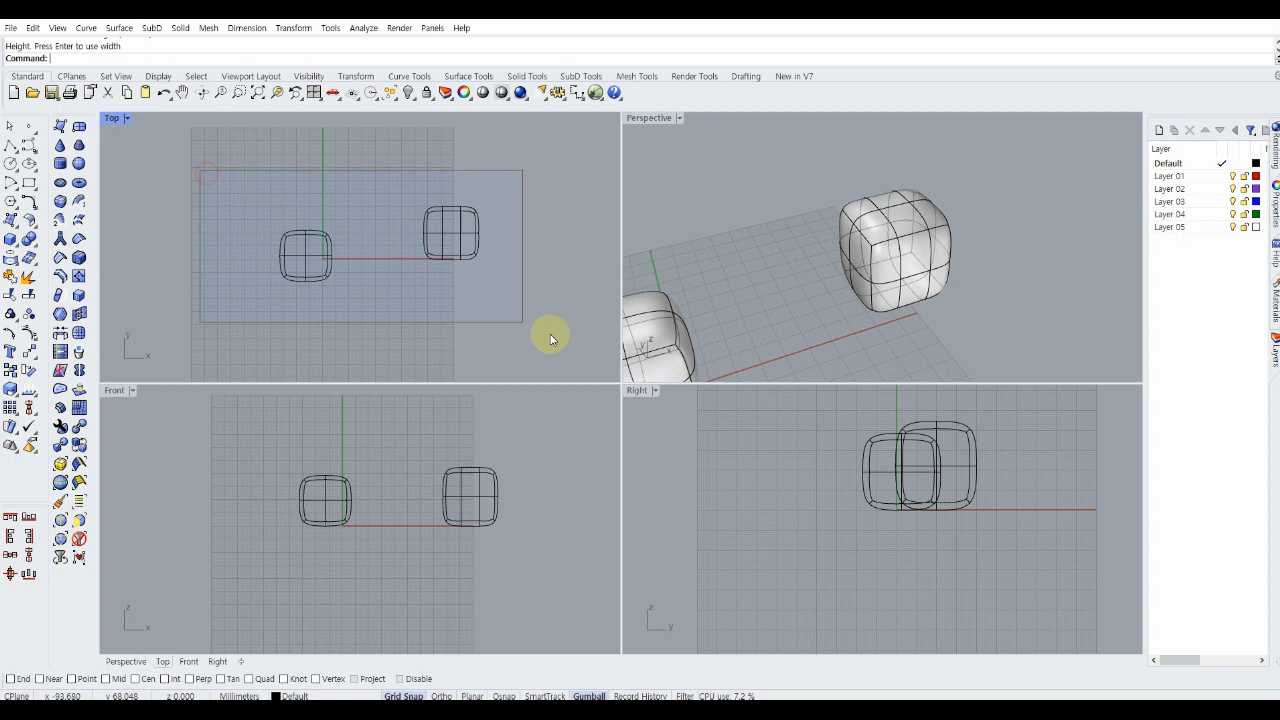 File Edit View Curve Surface SubD Solid Mesh Dimension Transform Tools Analyze Render Panels Help
Height. Press Enter to use width
Command:
Standard CPlanes Set View Display Select Viewport Layout Visibility Transform Curve Tools Surface Tools Solid Tools SubD Tools Mesh Tools Render Tools Drafting New in V7
Top
Perspective
Layer
Default
Layer 01
Layer 02
Layer 03
Layer 04
Layer 05
Rendering
Properties
Help
Materials
Layers
y
x
z
y
x
Front
Right
z
x
z
y
Perspective Top Front Right
End Near Point Mid Cen Int Perp Tan Quad Knot Vertex Project Disable
CPlane x -93.680 y 68.048 z 0.000 Millimeters Default Grid Snap Ortho Planar Osnap SmartTrack Gumball Record History Filter CPU use: 7.2 %